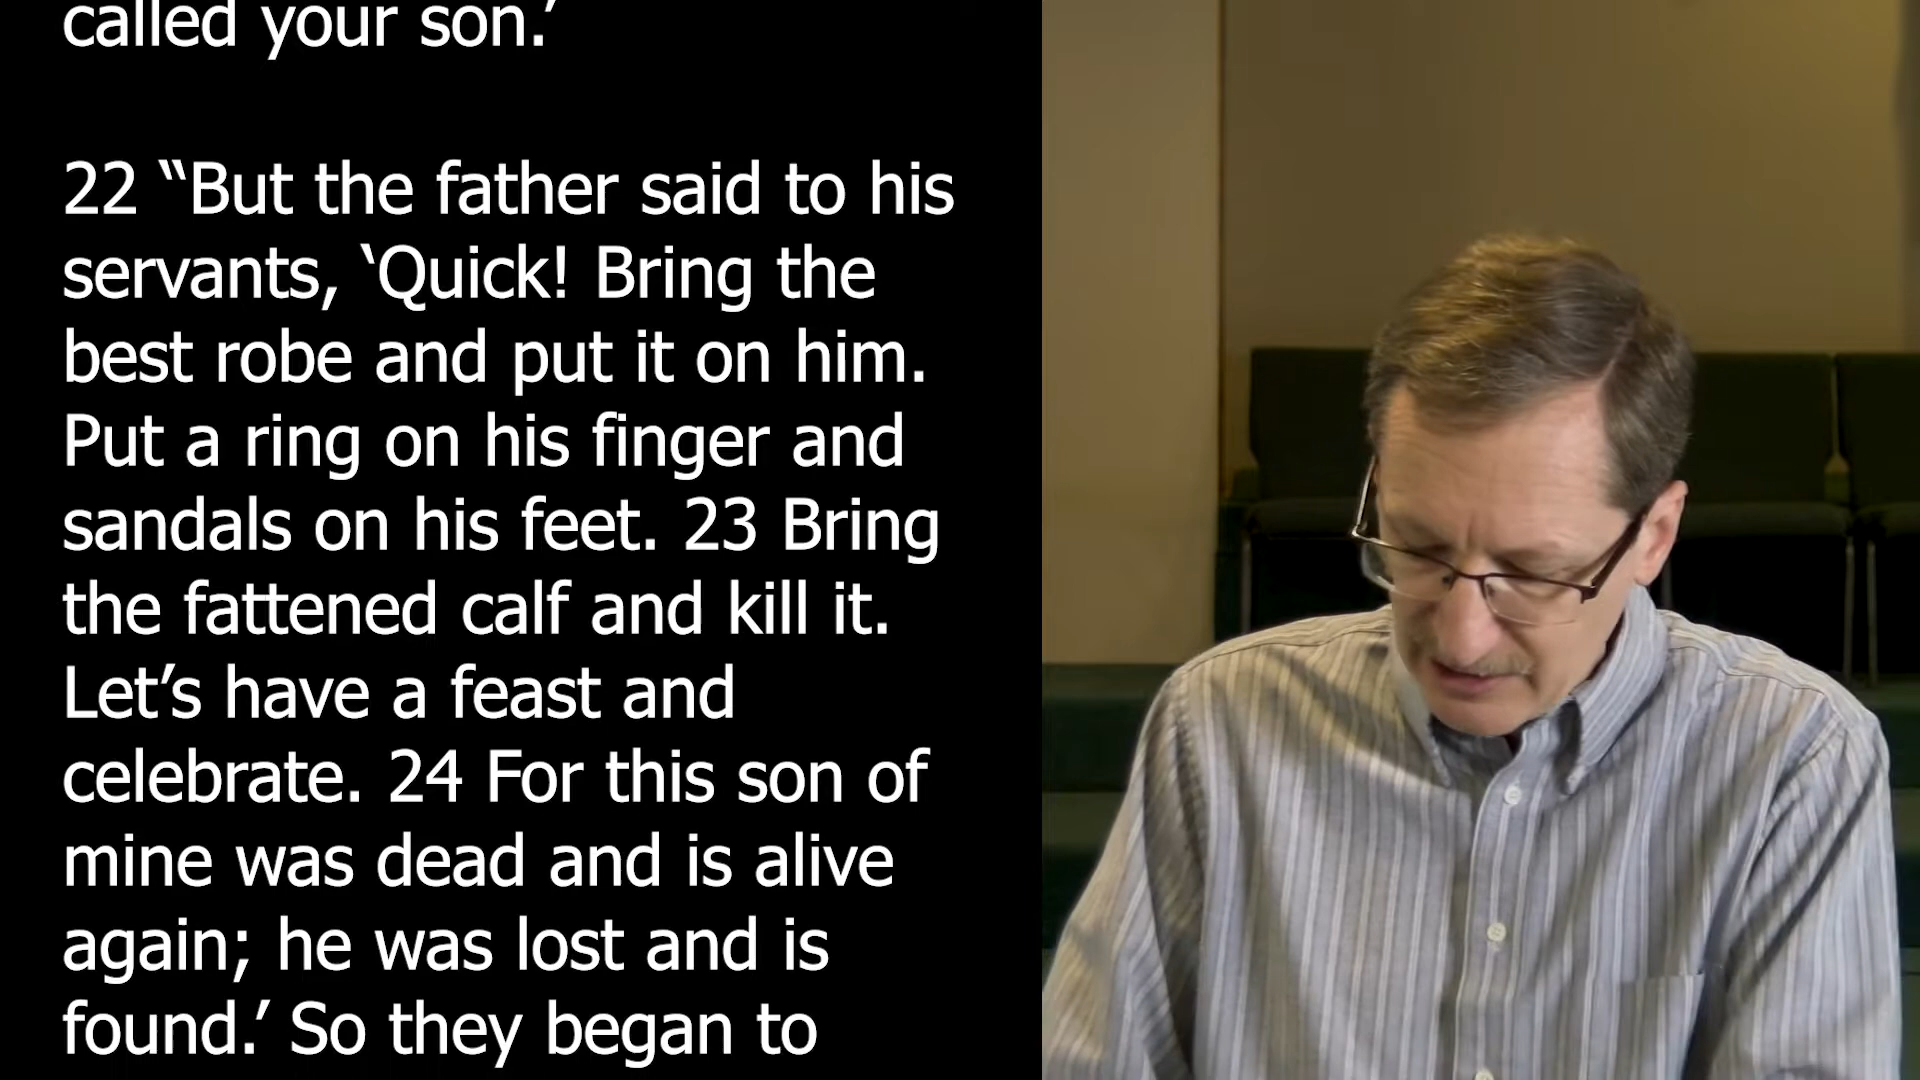 called your son.’
22 “But the father said to his
servants, ‘Quick! Bring the
best robe and put it on him.
Put a ring on his finger and
sandals on his feet. 23 Bring
the fattened calf and kill it.
Let’s have a feast and
celebrate. 24 For this son of
mine was dead and is alive
again; he was lost and is
found.’ So they began to